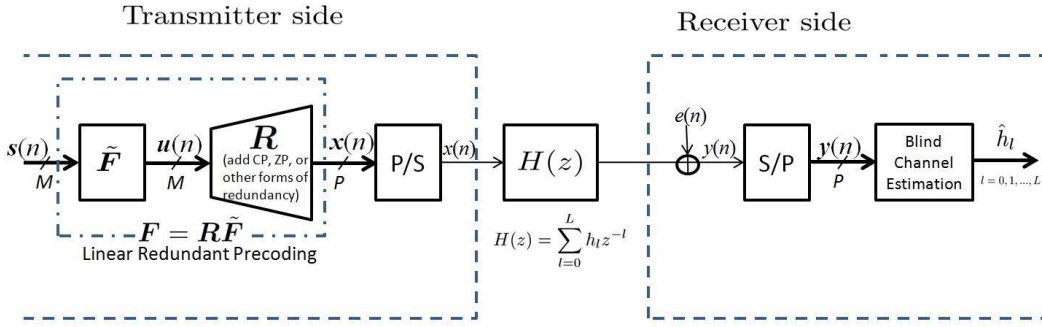 Transmitter side
Receiver side
s(n)
M
F̃
u(n)
M
R
(add CP, ZP, or
other forms of
redundancy)
x(n)
P
P/S
x(n)
H(z)
e(n)
y(n)
S/P
y(n)
P
Blind
Channel
Estimation
ĥ_l
l = 0, 1, ..., L
F = RF̃
Linear Redundant Precoding
H(z) = ∑_{l=0}^{L} h_l z^{-l}